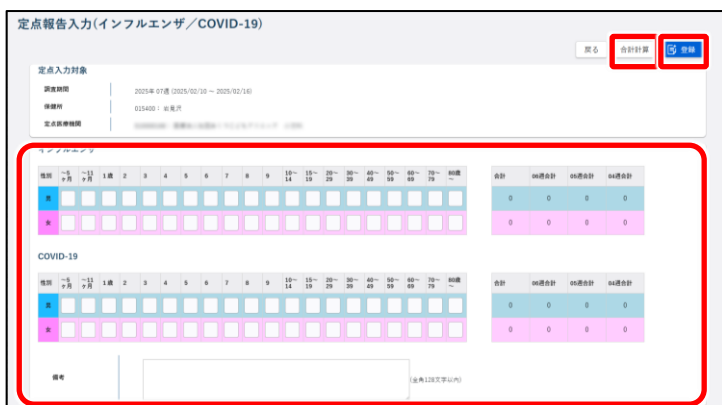 定点報告入力(インフルエンザ／COVID-19)
戻る 合計計算 登録
定点入力対象
調査期間 2025年 07週 (2025/02/10 ～ 2025/02/16)
保健所 015400： 岩見沢
定点医療機関
インフルエンザ
性別 ～5ヶ月 ～11ヶ月 1歳 2 3 4 5 6 7 8 9 10～14 15～19 20～29 30～39 40～49 50～59 60～69 70～79 80歳～ 合計 06週合計 05週合計 04週合計
男 0 0 0 0
女 0 0 0 0
COVID-19
性別 ～5ヶ月 ～11ヶ月 1歳 2 3 4 5 6 7 8 9 10～14 15～19 20～29 30～39 40～49 50～59 60～69 70～79 80歳～ 合計 06週合計 05週合計 04週合計
男 0 0 0 0
女 0 0 0 0
備考 (全角128文字以内)